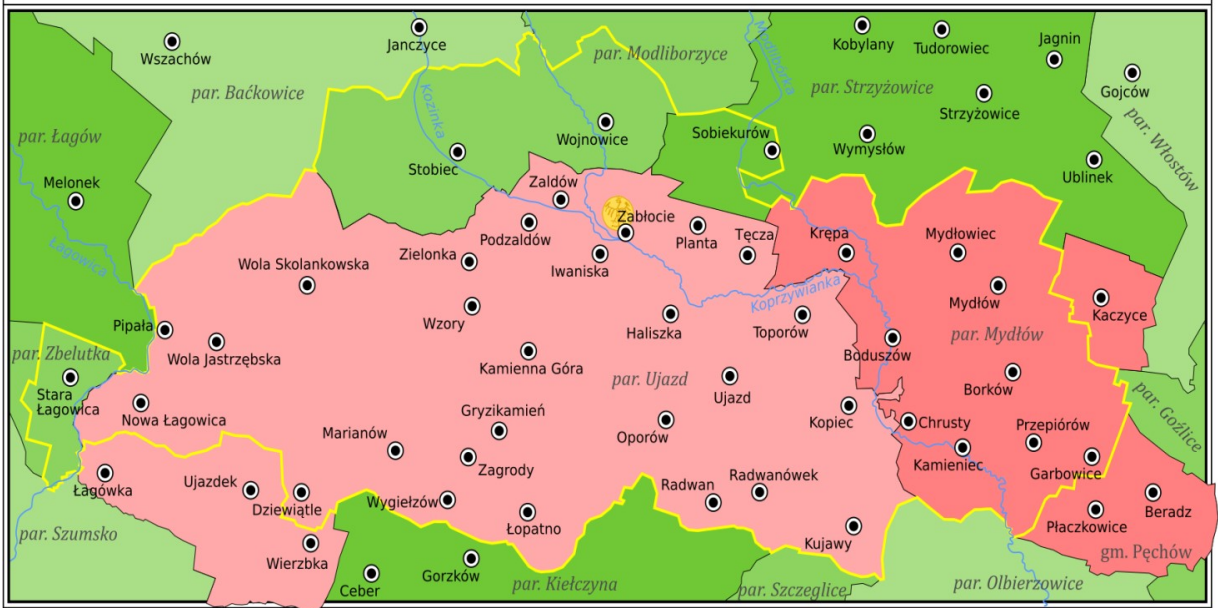 Kobylany
Tudorowiec
Jagnin
Janczyce
Wszachów
par. Modliborzyce
Modlibórka
par. Strzyżowice
Gojców
par. Baćkowice
Kozinka
Strzyżowice
par. Włostów
par. Łagów
Wojnowice
Sobiekurów
Wymysłów
Stobiec
Ublinek
Melonek
Zaldów
Zabłocie
Podzaldów
Planta
Tęcza
Krępa
Mydłowiec
Łagowica
Wola Skolankowska
Zielonka
Iwaniska
Koprzywianka
Mydłów
Kaczyce
Pipała
Wzory
Haliszka
Toporów
par. Mydłów
par. Zbelutka
Wola Jastrzębska
Boduszów
Kamienna Góra
par. Ujazd
Stara
Łagowica
Ujazd
Borków
par. Goźlice
Nowa Łagowica
Gryzikamień
Marianów
Oporów
Kopiec
Chrusty
Przepiórów
Kamieniec
Garbowice
Zagrody
Łagówka
Ujazdek
Dziewiątle
Wygiełzów
Radwan
Radwanówek
Płaczkowice
Beradz
Łopatno
par. Szumsko
Wierzbka
Kujawy
gm. Pęchów
Ceber
Gorzków
par. Kiełczyna
par. Szczeglice
par. Olbierzowice